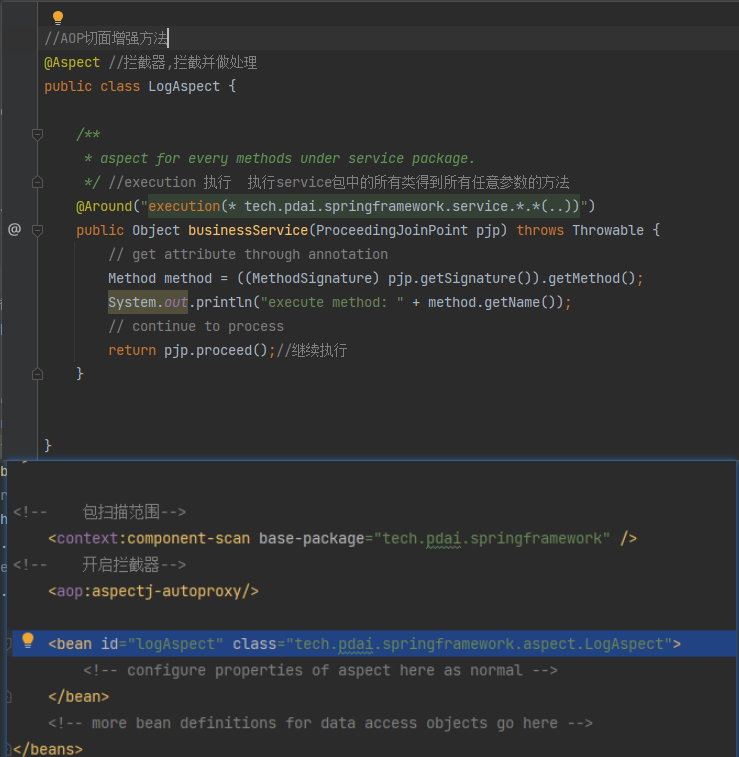 //AOP切面增强方法
@Aspect //拦截器,拦截并做处理
public class LogAspect {
/**
* aspect for every methods under service package.
*/ //execution 执行  执行service包中的所有类得到所有任意参数的方法
@Around("execution(* tech.pdai.springframework.service.*.*(..))")
@
public Object businessService(ProceedingJoinPoint pjp) throws Throwable {
// get attribute through annotation
Method method = ((MethodSignature) pjp.getSignature()).getMethod();
System.out.println("execute method: " + method.getName());
// continue to process
return pjp.proceed();//继续执行
}
}
<!--    包扫描范围-->
<context:component-scan base-package="tech.pdai.springframework" />
<!--    开启拦截器-->
<aop:aspectj-autoproxy/>
<bean id="logAspect" class="tech.pdai.springframework.aspect.LogAspect">
<!-- configure properties of aspect here as normal -->
</bean>
<!-- more bean definitions for data access objects go here -->
</beans>